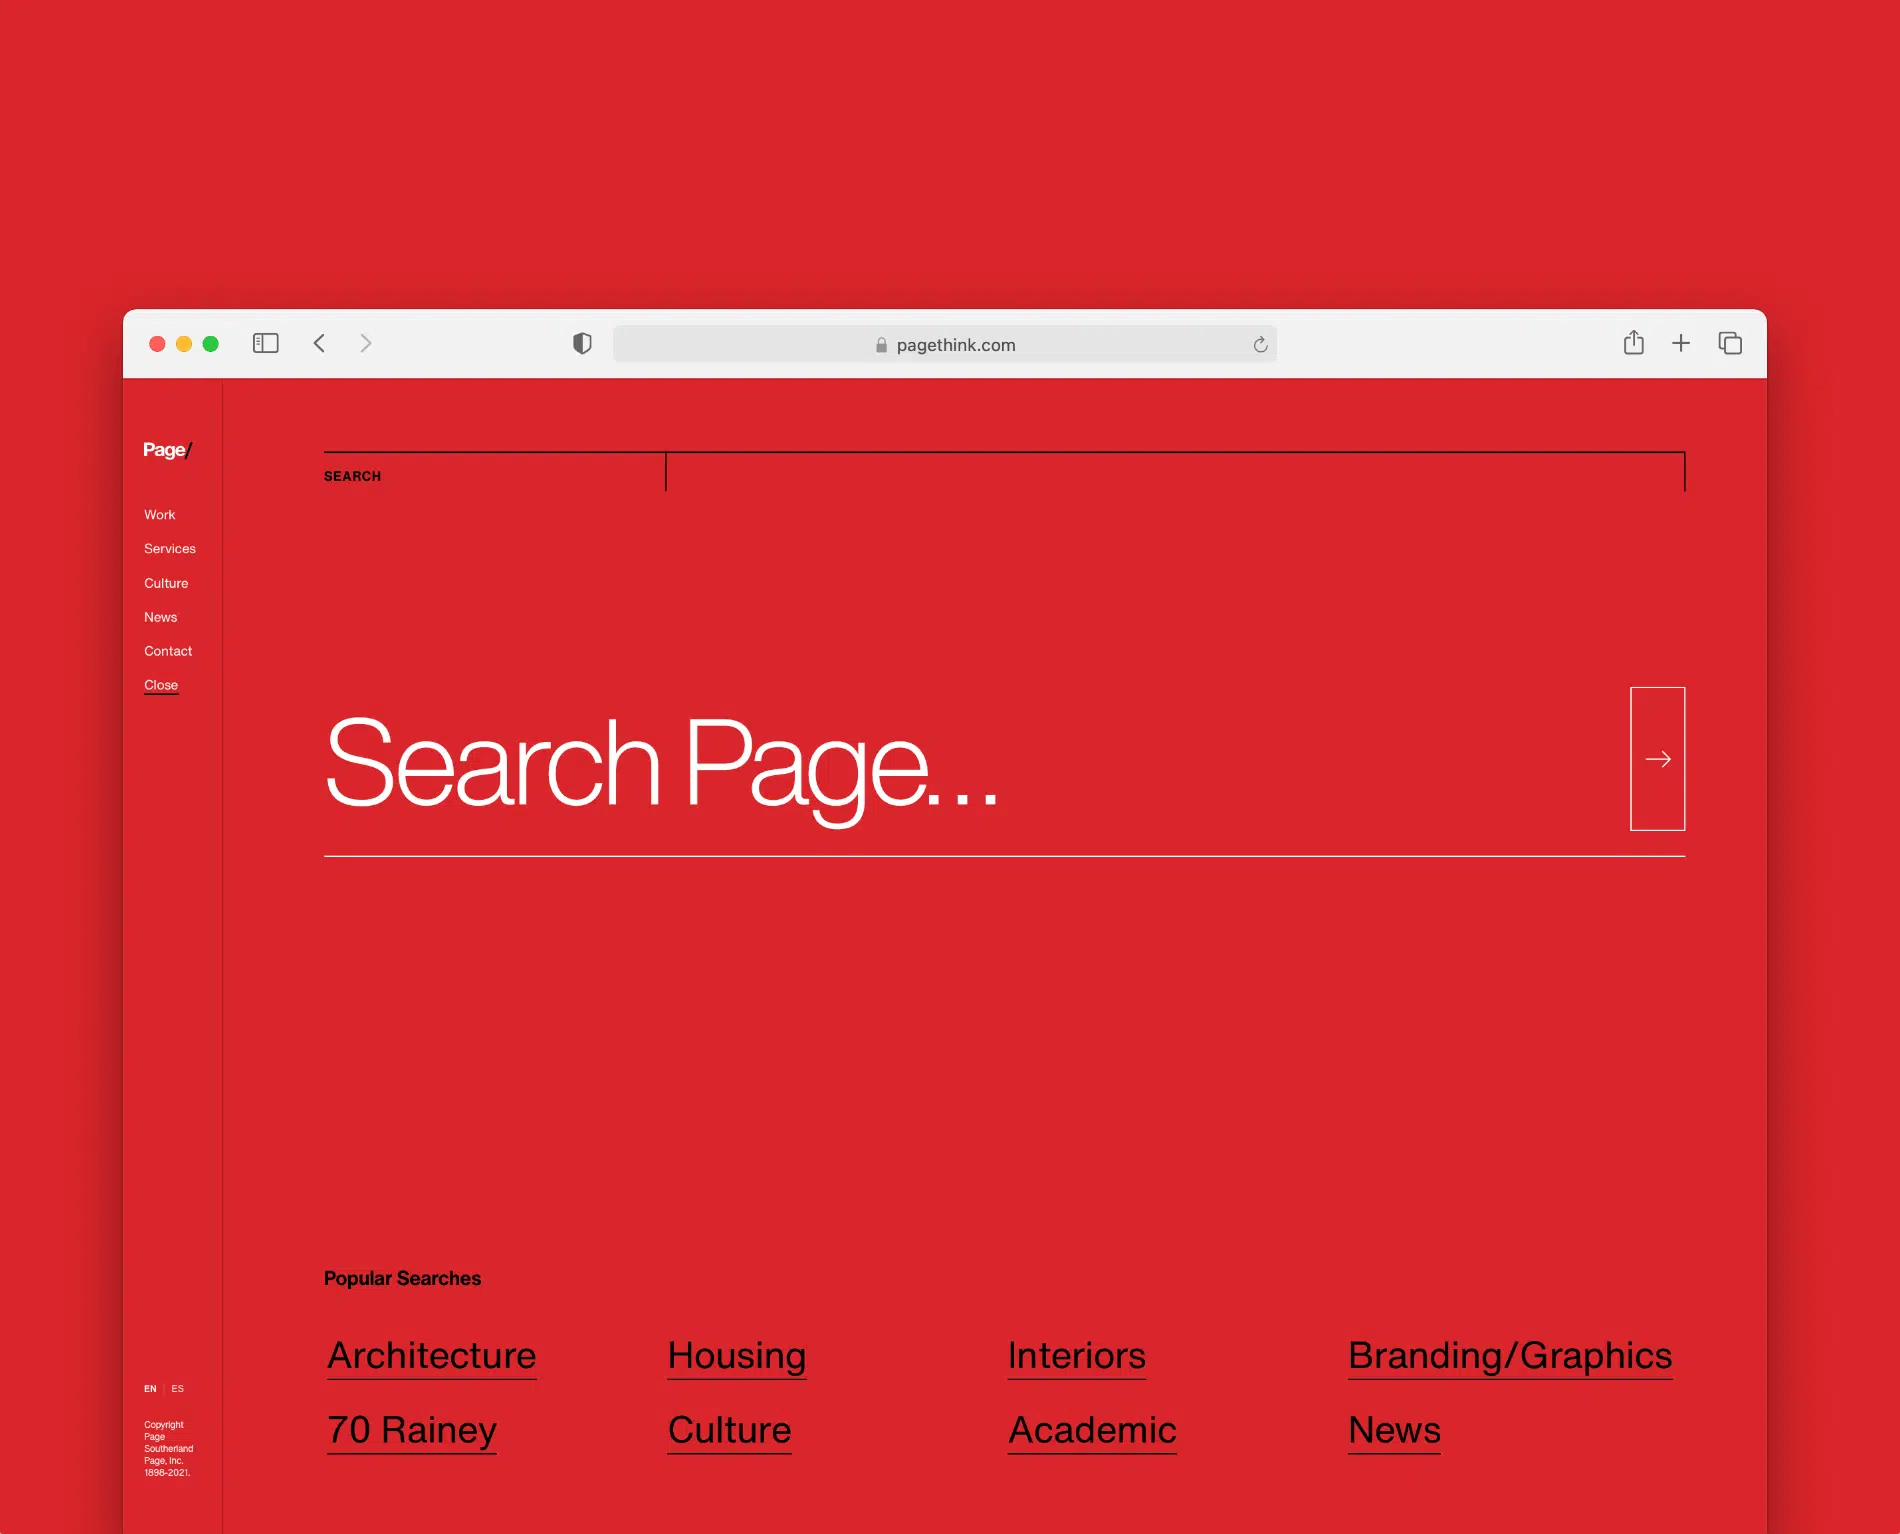 pagethink.com
Page/
Work
Services
Culture
News
Contact
Close
SEARCH
Search Page...
Popular Searches
Architecture
Housing
Interiors
Branding/Graphics
70 Rainey
Culture
Academic
News
EN | ES
Copyright
Page
Southerland
Page, Inc.
1898-2021.